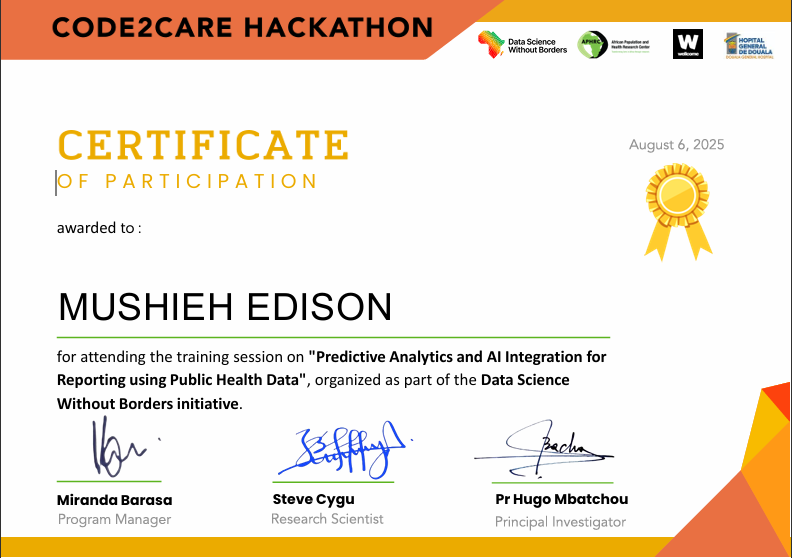 CODE2CARE HACKATHON
Data Science
Without Borders
APHRC
African Population and
Health Research Center
W
wellcome
HOPITAL
GENERAL
DE DOUALA
DOUALA GENERAL HOSPITAL
CERTIFICATE
August 6, 2025
OF PARTICIPATION
awarded to :
MUSHIEH EDISON
for attending the training session on "Predictive Analytics and AI Integration for
Reporting using Public Health Data", organized as part of the Data Science
Without Borders initiative.
Miranda Barasa
Program Manager
Steve Cygu
Research Scientist
Pr Hugo Mbatchou
Principal Investigator